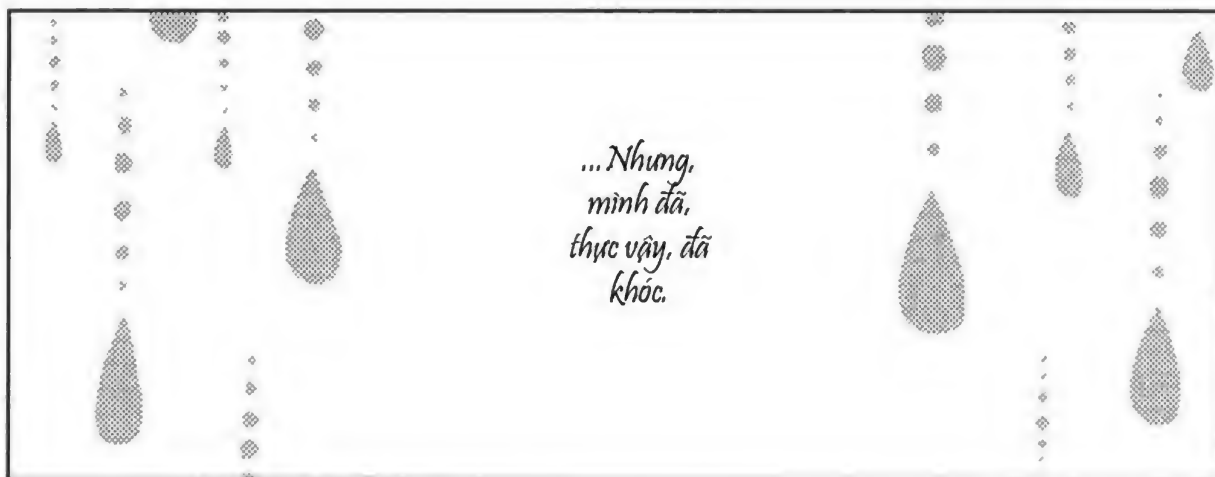 ... Nhưng,
mình đã,
thực vậy, đã
khóc.